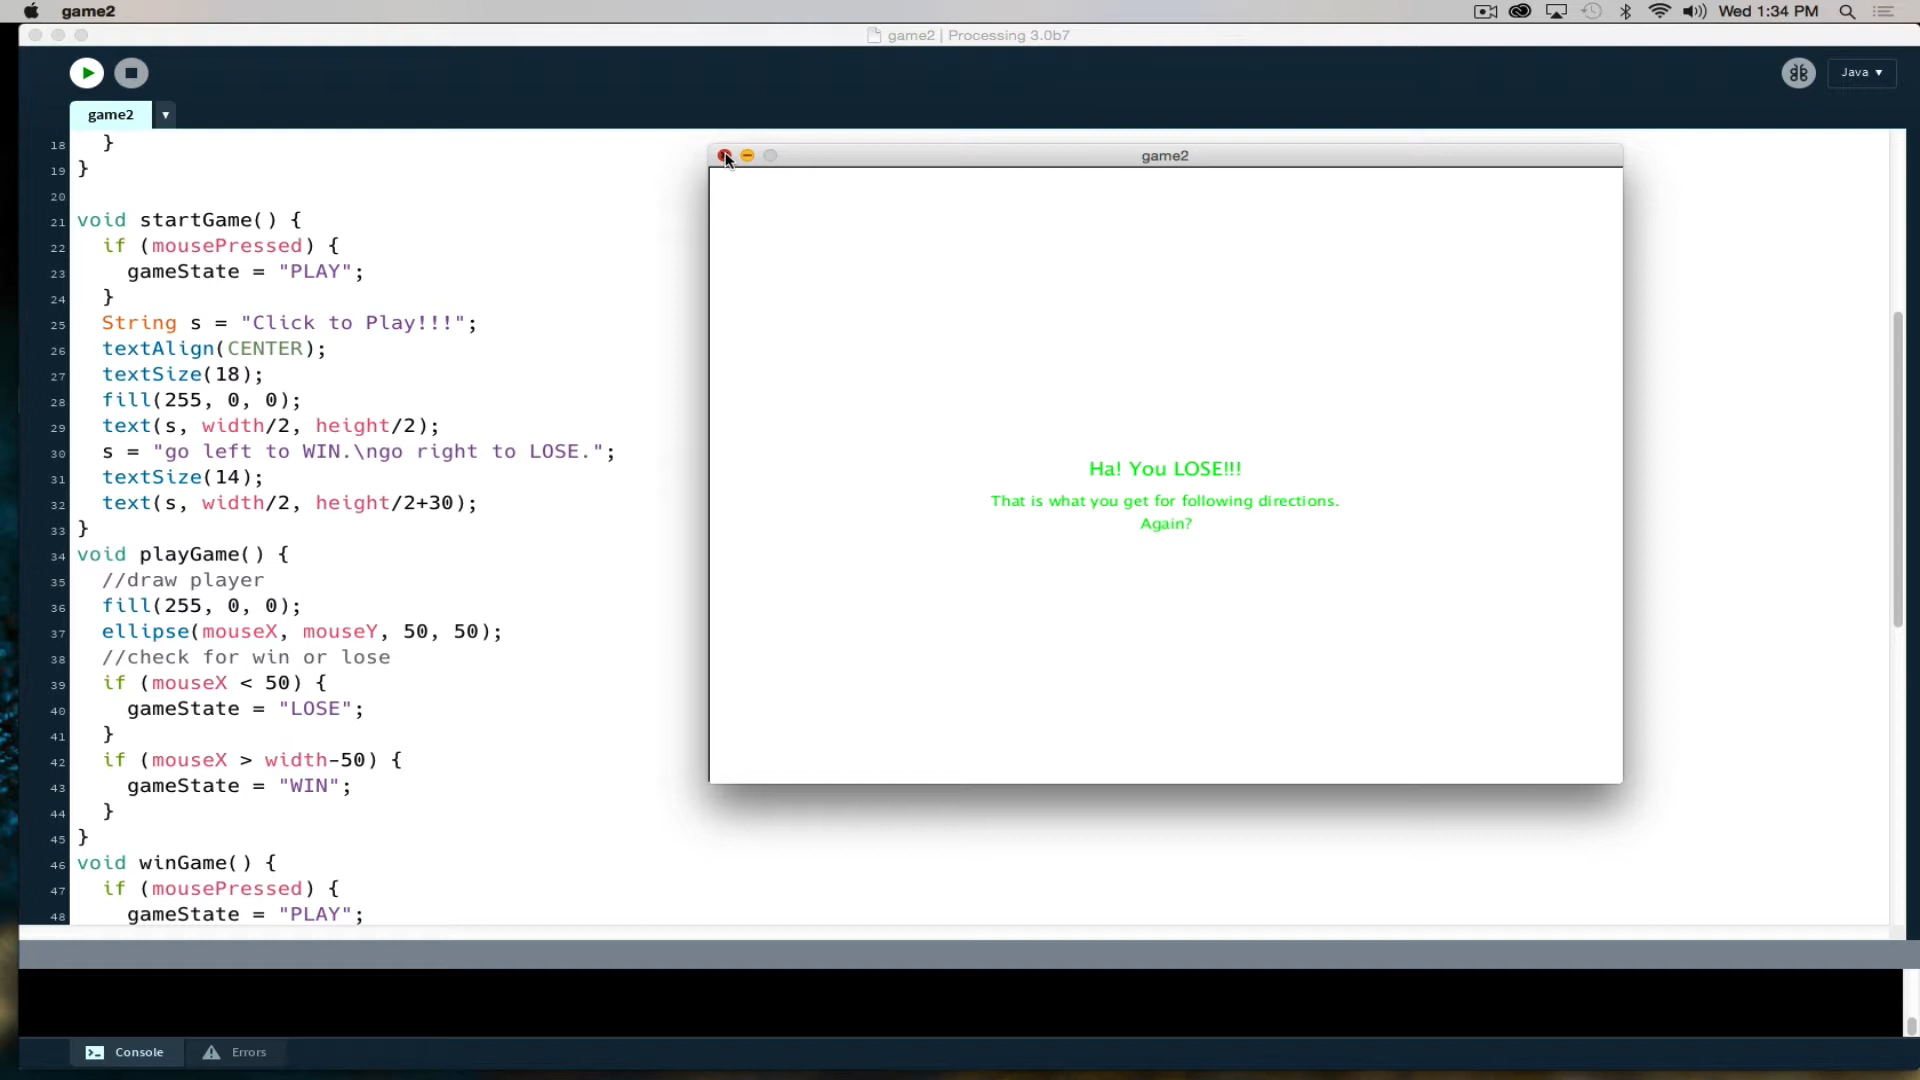 game2
Wed 1:34 PM
game2 | Processing 3.0b7
Java
game2
18   }
19 }
20
21 void startGame() {
22   if (mousePressed) {
23     gameState = "PLAY";
24   }
25   String s = "Click to Play!!!";
26   textAlign(CENTER);
27   textSize(18);
28   fill(255, 0, 0);
29   text(s, width/2, height/2);
30   s = "go left to WIN.\ngo right to LOSE.";
31   textSize(14);
32   text(s, width/2, height/2+30);
33 }
34 void playGame() {
35   //draw player
36   fill(255, 0, 0);
37   ellipse(mouseX, mouseY, 50, 50);
38   //check for win or lose
39   if (mouseX < 50) {
40     gameState = "LOSE";
41   }
42   if (mouseX > width-50) {
43     gameState = "WIN";
44   }
45 }
46 void winGame() {
47   if (mousePressed) {
48     gameState = "PLAY";
game2
Ha! You LOSE!!!
That is what you get for following directions.
Again?
Console
Errors